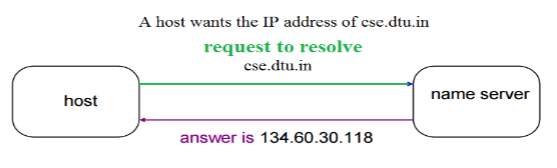 A host wants the IP address of cse.dtu.in
request to resolve
cse.dtu.in
host
name server
answer is 134.60.30.118